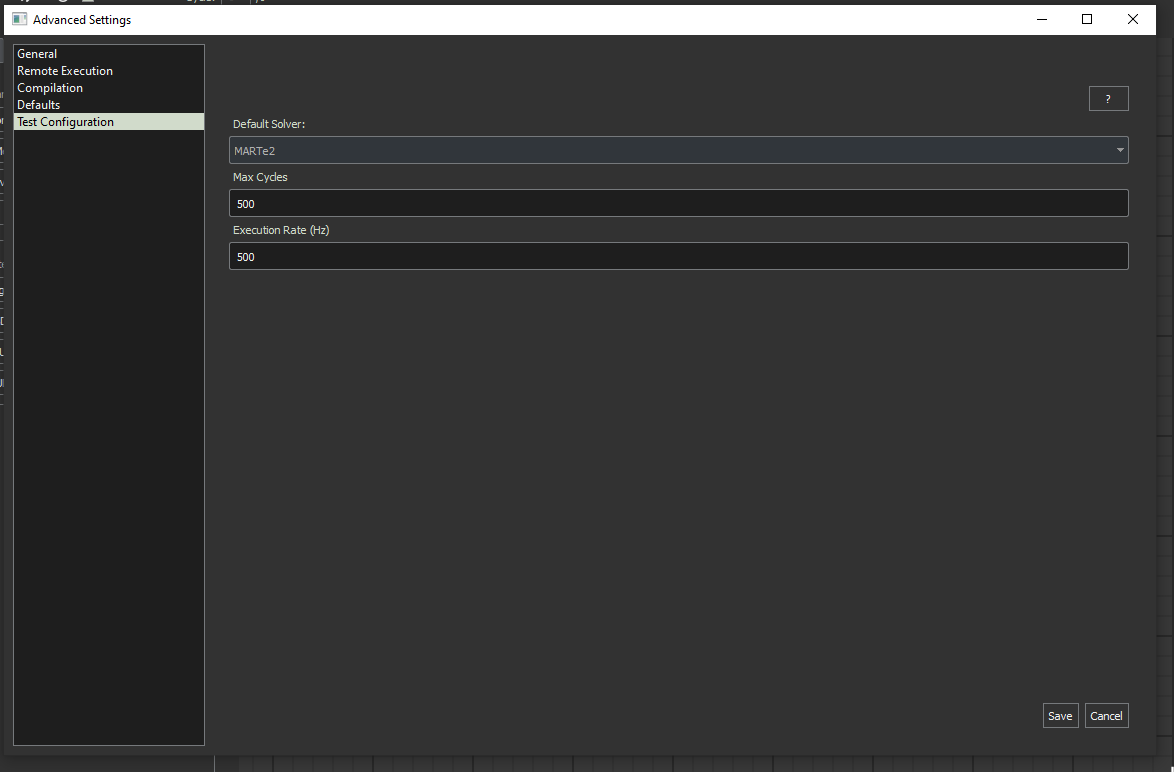 Advanced Settings
General
Remote Execution
Compilation
Defaults
Test Configuration
?
Default Solver:
MARTe2
Max Cycles
500
Execution Rate (Hz)
500
Save
Cancel